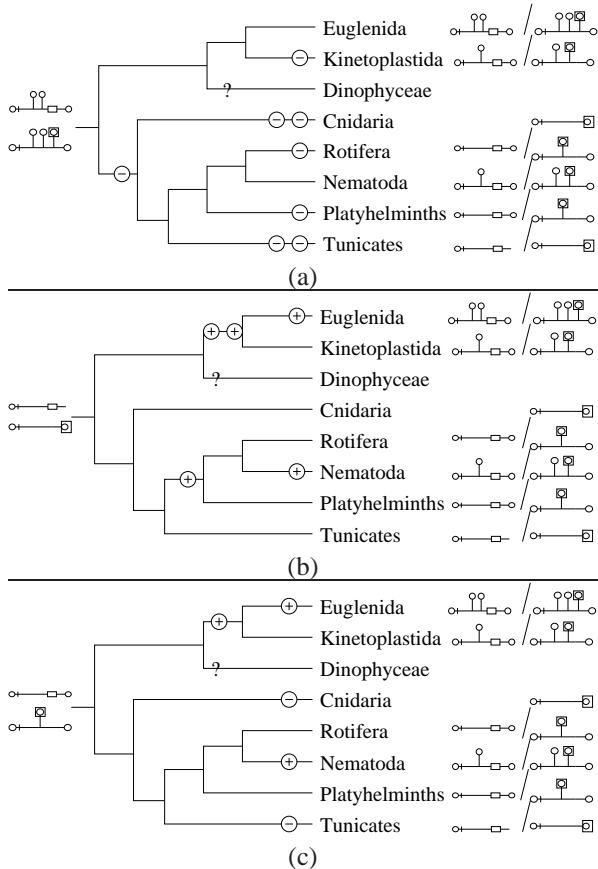 Euglenida
Kinetoplastida
? Dinophyceae
− − Cnidaria
− Rotifera
− Nematoda
− Platyhelminths
− − Tunicates
(a)
+ Euglenida
+ + Kinetoplastida
? Dinophyceae
Cnidaria
Rotifera
+ + Nematoda
Platyhelminths
Tunicates
(b)
+ Euglenida
+ Kinetoplastida
? Dinophyceae
− Cnidaria
Rotifera
+ Nematoda
Platyhelminths
− Tunicates
(c)